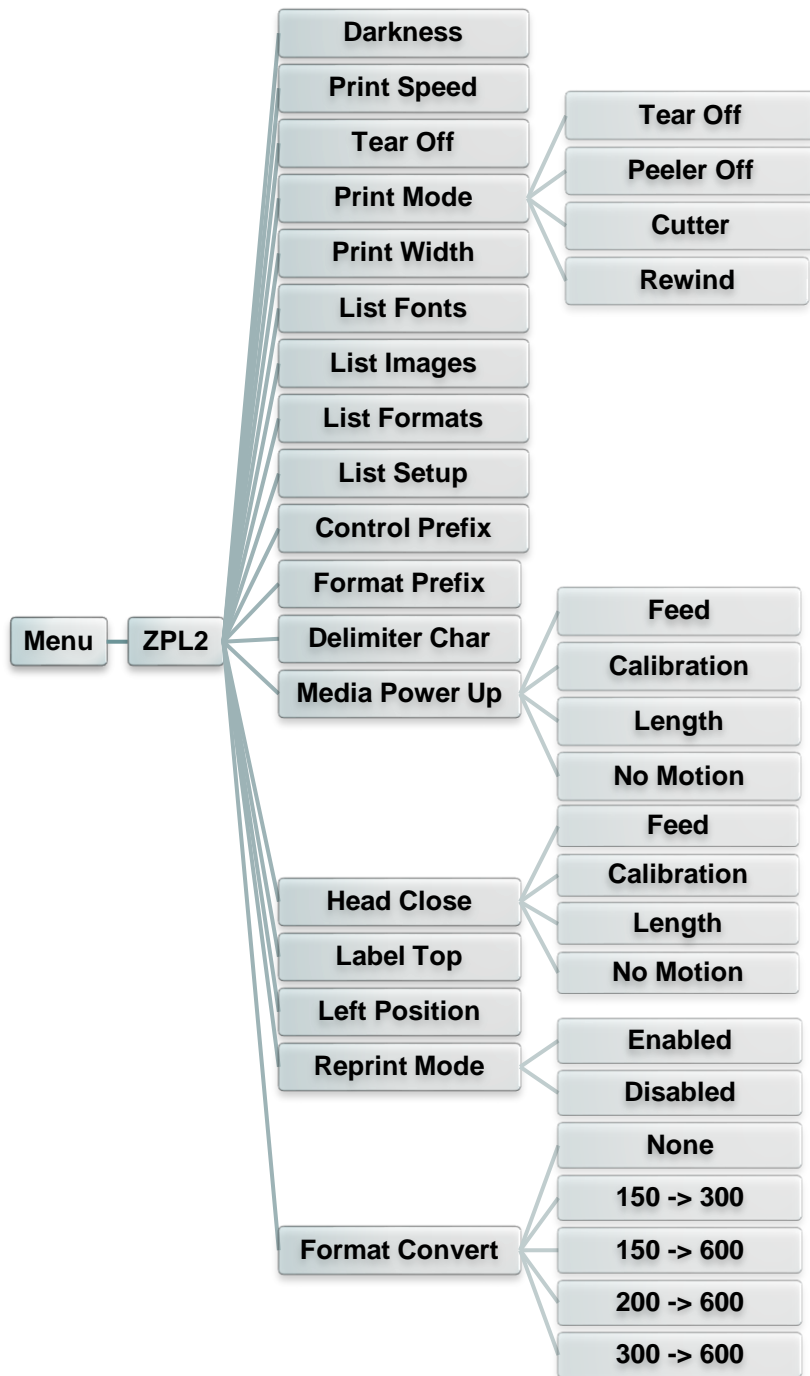 Menu
ZPL2
Darkness
Print Speed
Tear Off
Print Mode
Tear Off
Peeler Off
Cutter
Rewind
Print Width
List Fonts
List Images
List Formats
List Setup
Control Prefix
Format Prefix
Delimiter Char
Media Power Up
Feed
Calibration
Length
No Motion
Head Close
Feed
Calibration
Length
No Motion
Label Top
Left Position
Reprint Mode
Enabled
Disabled
Format Convert
None
150 -> 300
150 -> 600
200 -> 600
300 -> 600